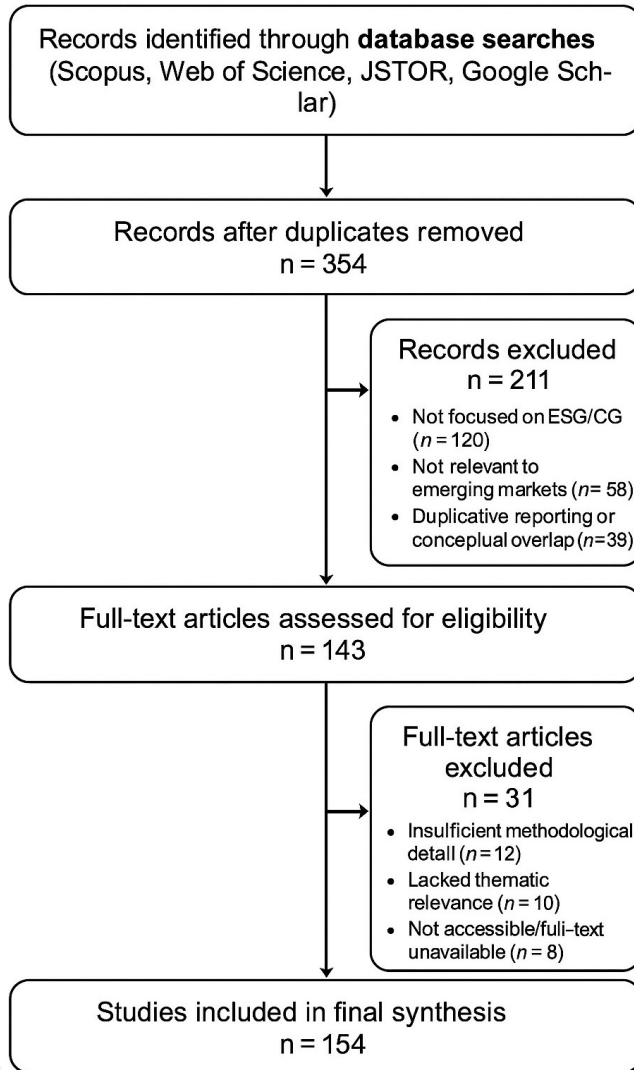 Records identified through database searches
(Scopus, Web of Science, JSTOR, Google Sch-
lar)
Records after duplicates removed
n = 354
Records excluded
n = 211
• Not focused on ESG/CG
(n = 120)
• Not relevant to
emerging markets (n= 58)
• Duplicative reporting or
conceplual overlap (n=39)
Full-text articles assessed for eligibility
n = 143
Full-text articles
excluded
n = 31
• Insufficient methodological
detall (n = 12)
• Lacked thematic
relevance (n = 10)
• Not accessible/fuli-text
unavailable (n = 8)
Studies included in final synthesis
n = 154